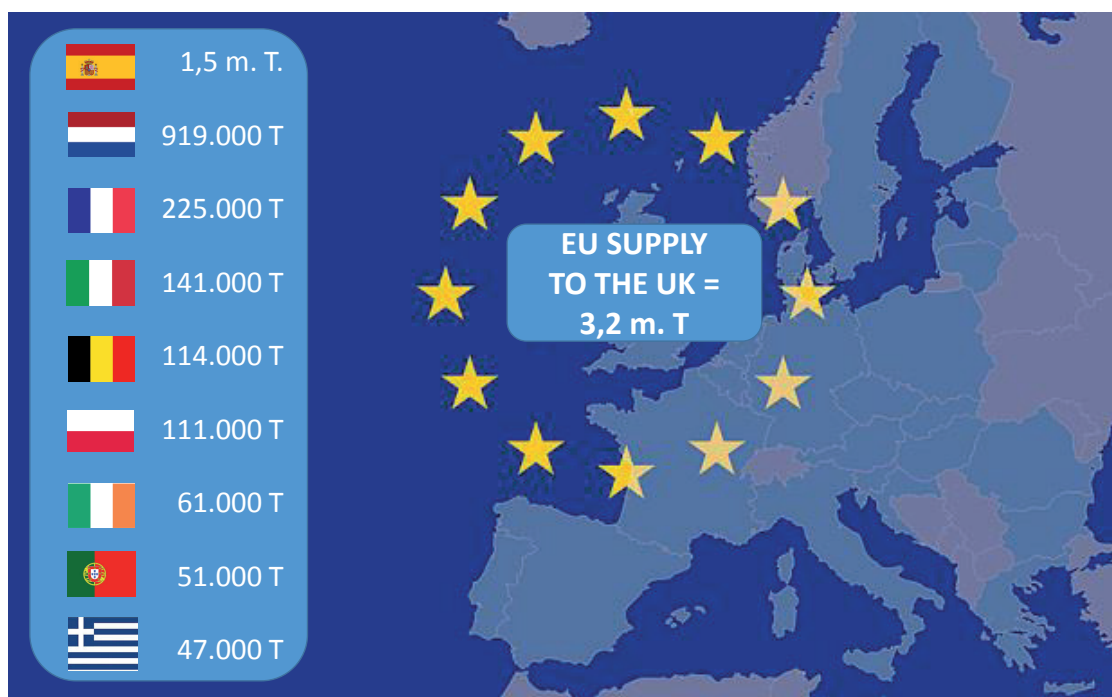 1,5 m. T.
919.000 T
225.000 T
141.000 T
114.000 T
111.000 T
61.000 T
51.000 T
47.000 T
EU SUPPLY
TO THE UK =
3,2 m. T